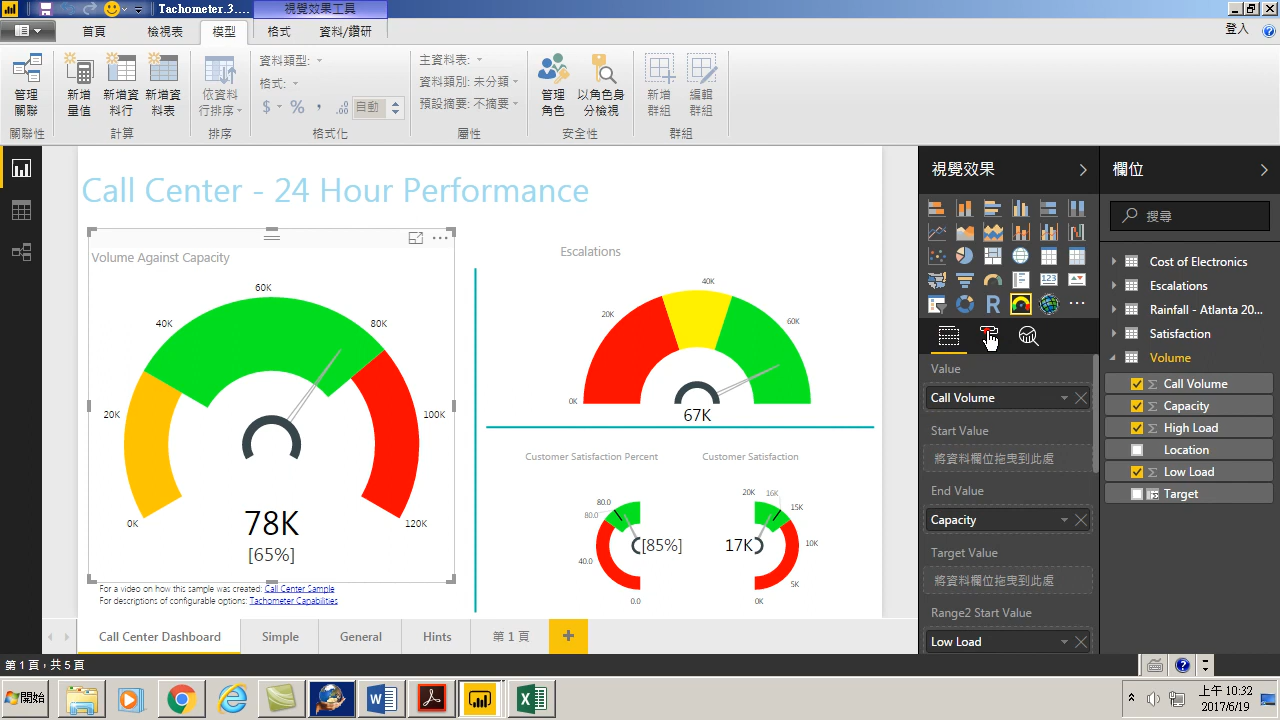 Tachometer.3....
視覺效果工具
首頁
檢視表
模型
格式
資料/鑽研
登入
管理
關聯
新增
量值
新增資
料行
新增資
料表
依資料
行排序
資料類型:
格式:
$ % , .00 自動
主資料表:
資料類別: 未分類
預設摘要: 不摘要
管理
角色
以角色身
分檢視
新增
群組
編輯
群組
關聯性
計算
排序
格式化
屬性
安全性
群組
Call Center - 24 Hour Performance
Volume Against Capacity
0K
20K
40K
60K
80K
100K
120K
78K
[65%]
For a video on how this sample was created: Call Center Sample
For descriptions of configurable options: Tachometer Capabilities
Escalations
0K
20K
40K
60K
67K
Customer Satisfaction Percent
80.0
80.0
40.0
0.0
[85%]
Customer Satisfaction
20K
16K
15K
10K
5K
0K
17K
視覺效果
R
123
Value
Call Volume
Start Value
將資料欄位拖曳到此處
End Value
Capacity
Target Value
將資料欄位拖曳到此處
Range2 Start Value
Low Load
欄位
搜尋
Cost of Electronics
Escalations
Rainfall - Atlanta 20...
Satisfaction
Volume
Call Volume
Capacity
High Load
Location
Low Load
Target
Call Center Dashboard
Simple
General
Hints
第 1 頁
第 1 頁，共 5 頁
開始
上午 10:32
2017/6/19